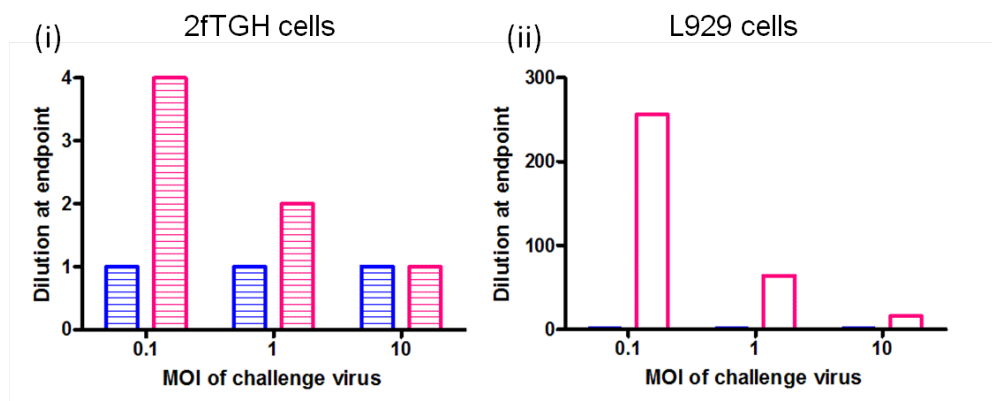 (i)
2fTGH cells
Dilution at endpoint
4
3
2
1
0
0.1 1 10
MOI of challenge virus
(ii)
L929 cells
Dilution at endpoint
300
200
100
0
0.1 1 10
MOI of challenge virus